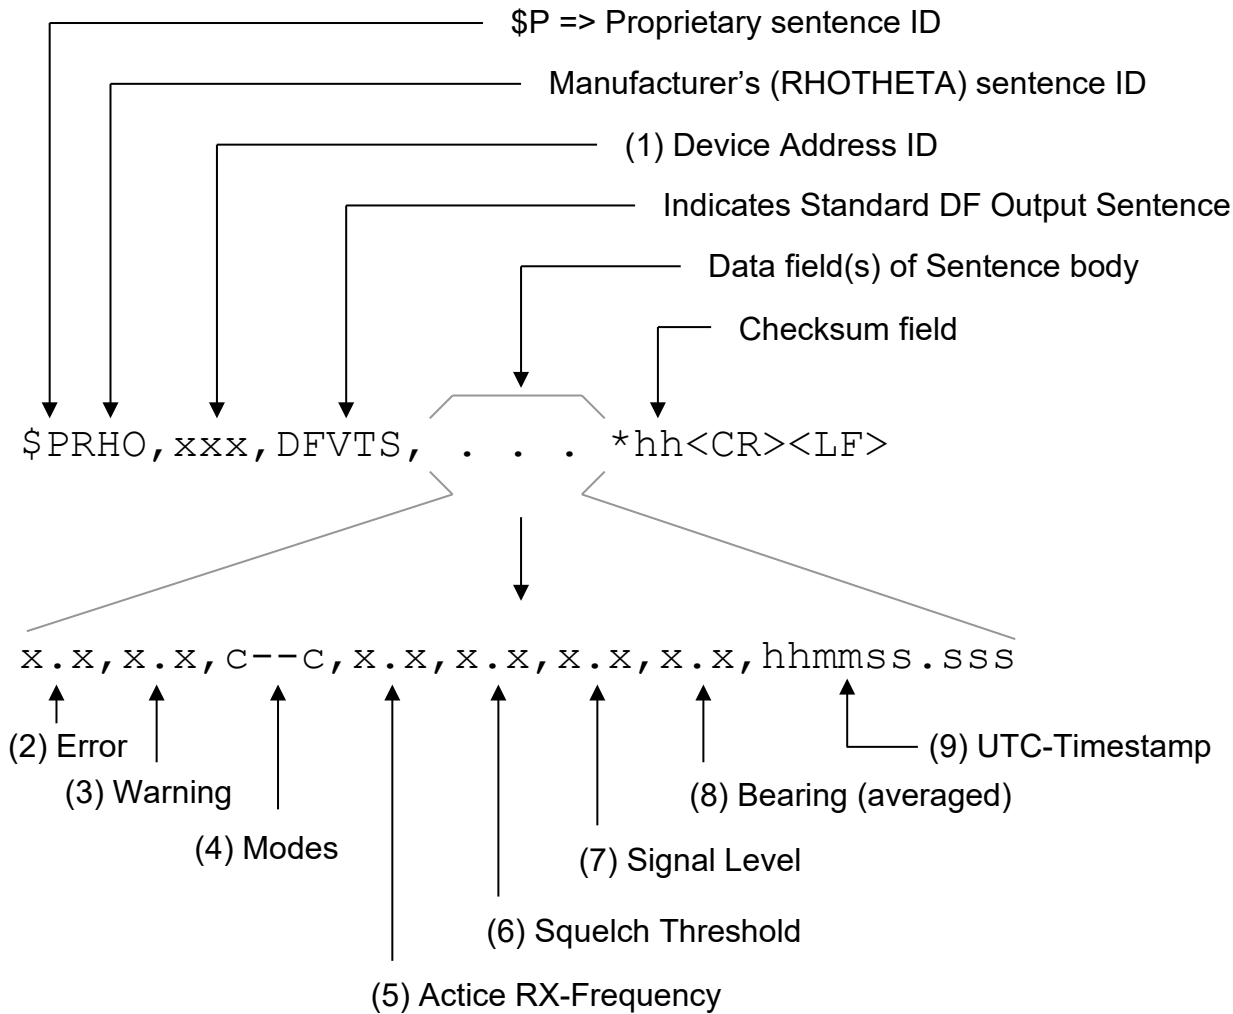 $P => Proprietary sentence ID
Manufacturer’s (RHOTHETA) sentence ID
(1) Device Address ID
Indicates Standard DF Output Sentence
Data field(s) of Sentence body
Checksum field
$PRHO,xxx,DFVTS, . . . *hh<CR><LF>
x.x,x.x,c--c,x.x,x.x,x.x,x.x,hhmmss.sss
(2) Error
(9) UTC-Timestamp
(3) Warning
(8) Bearing (averaged)
(4) Modes
(7) Signal Level
(6) Squelch Threshold
(5) Actice RX-Frequency